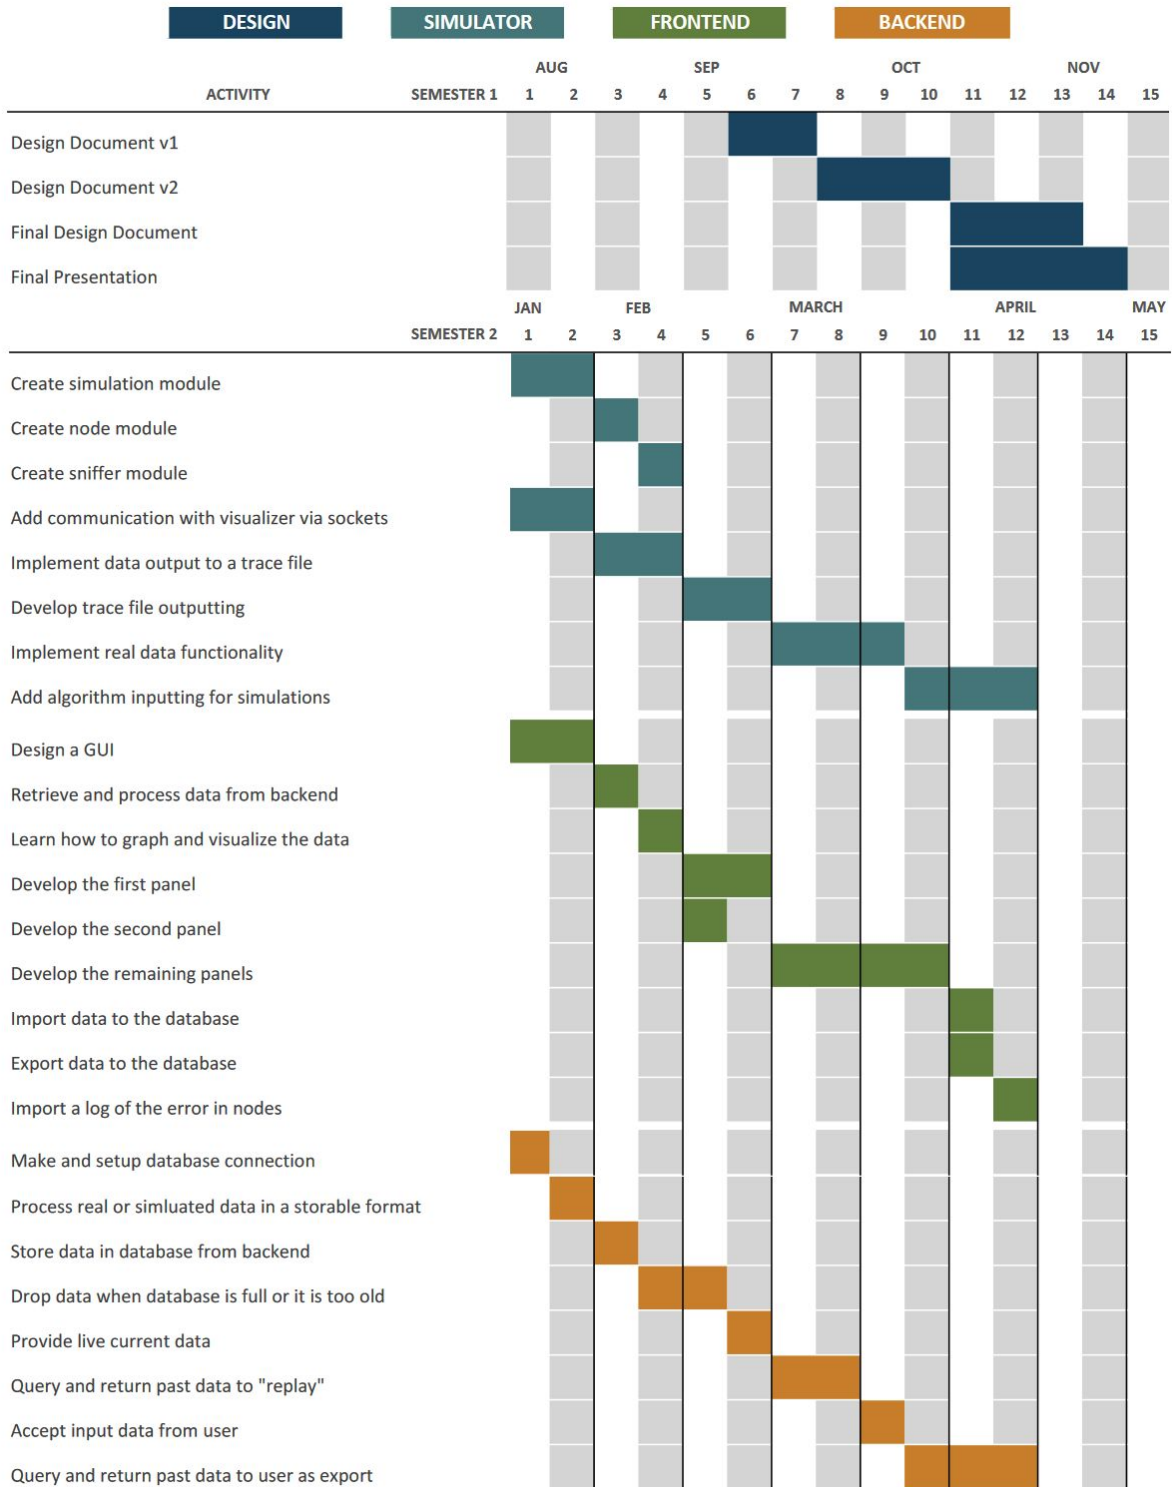 DESIGN SIMULATOR FRONTEND BACKEND
AUG SEP OCT NOV
ACTIVITY SEMESTER 1 1 2 3 4 5 6 7 8 9 10 11 12 13 14 15
Design Document v1
Design Document v2
Final Design Document
Final Presentation
JAN FEB MARCH APRIL MAY
SEMESTER 2 1 2 3 4 5 6 7 8 9 10 11 12 13 14 15
Create simulation module
Create node module
Create sniffer module
Add communication with visualizer via sockets
Implement data output to a trace file
Develop trace file outputting
Implement real data functionality
Add algorithm inputting for simulations
Design a GUI
Retrieve and process data from backend
Learn how to graph and visualize the data
Develop the first panel
Develop the second panel
Develop the remaining panels
Import data to the database
Export data to the database
Import a log of the error in nodes
Make and setup database connection
Process real or simluated data in a storable format
Store data in database from backend
Drop data when database is full or it is too old
Provide live current data
Query and return past data to "replay"
Accept input data from user
Query and return past data to user as export